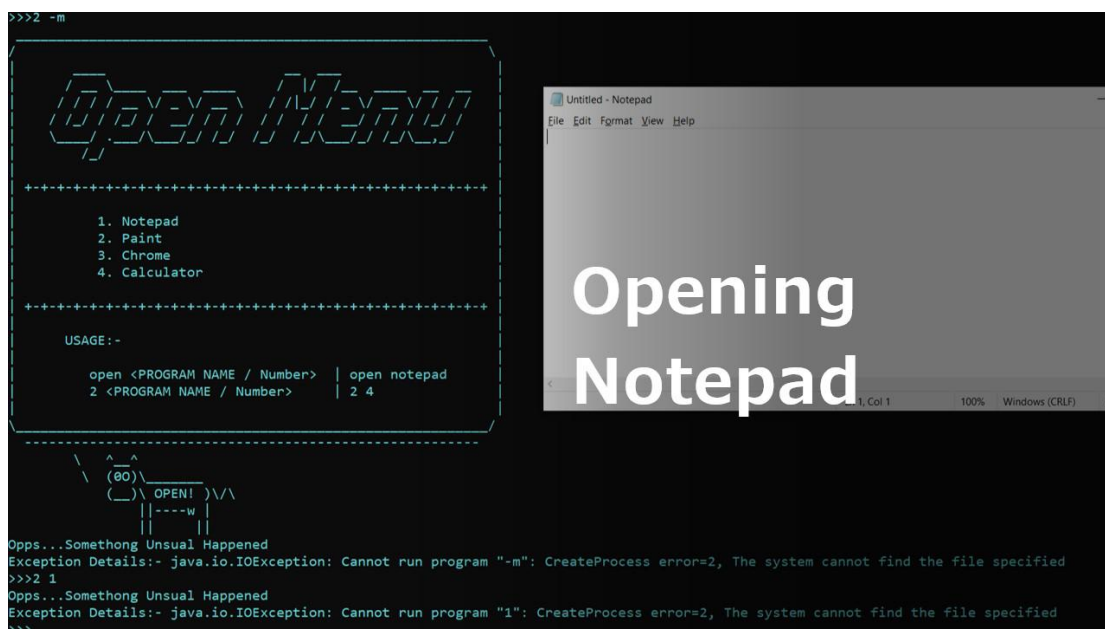 >>>2 -m
Open Menu
+-+-+-+-+-+-+-+-+-+-+-+-+-+-+-+-+-+-+-+-+-+-+-+-+-+-+-+-+
1. Notepad
2. Paint
3. Chrome
4. Calculator
+-+-+-+-+-+-+-+-+-+-+-+-+-+-+-+-+-+-+-+-+-+-+-+-+-+-+-+-+
USAGE:-
open <PROGRAM NAME / Number> | open notepad
2 <PROGRAM NAME / Number> | 2 4
OPEN!
Opps...Somethong Unsual Happened
Exception Details:- java.io.IOException: Cannot run program "-m": CreateProcess error=2, The system cannot find the file specified
>>>2 1
Opps...Somethong Unsual Happened
Exception Details:- java.io.IOException: Cannot run program "1": CreateProcess error=2, The system cannot find the file specified
>>>
Untitled - Notepad
File Edit Format View Help
Opening
Notepad
1, Col 1 100% Windows (CRLF)